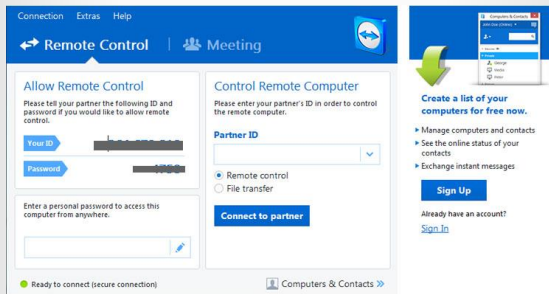 Connection Extras Help
Remote Control
Meeting
Allow Remote Control
Please tell your partner the following ID and
password if you would like to allow remote
control.
Your ID
Password
Enter a personal password to access this
computer from anywhere.
Ready to connect (secure connection)
Control Remote Computer
Please enter your partner's ID in order to control
the remote computer.
Partner ID
Remote control
File transfer
Connect to partner
Computers & Contacts
Computers & Contacts
Create a list of your
computers for free now.
Manage computers and contacts
See the online status of your
contacts
Exchange instant messages
Sign Up
Already have an account?
Sign In